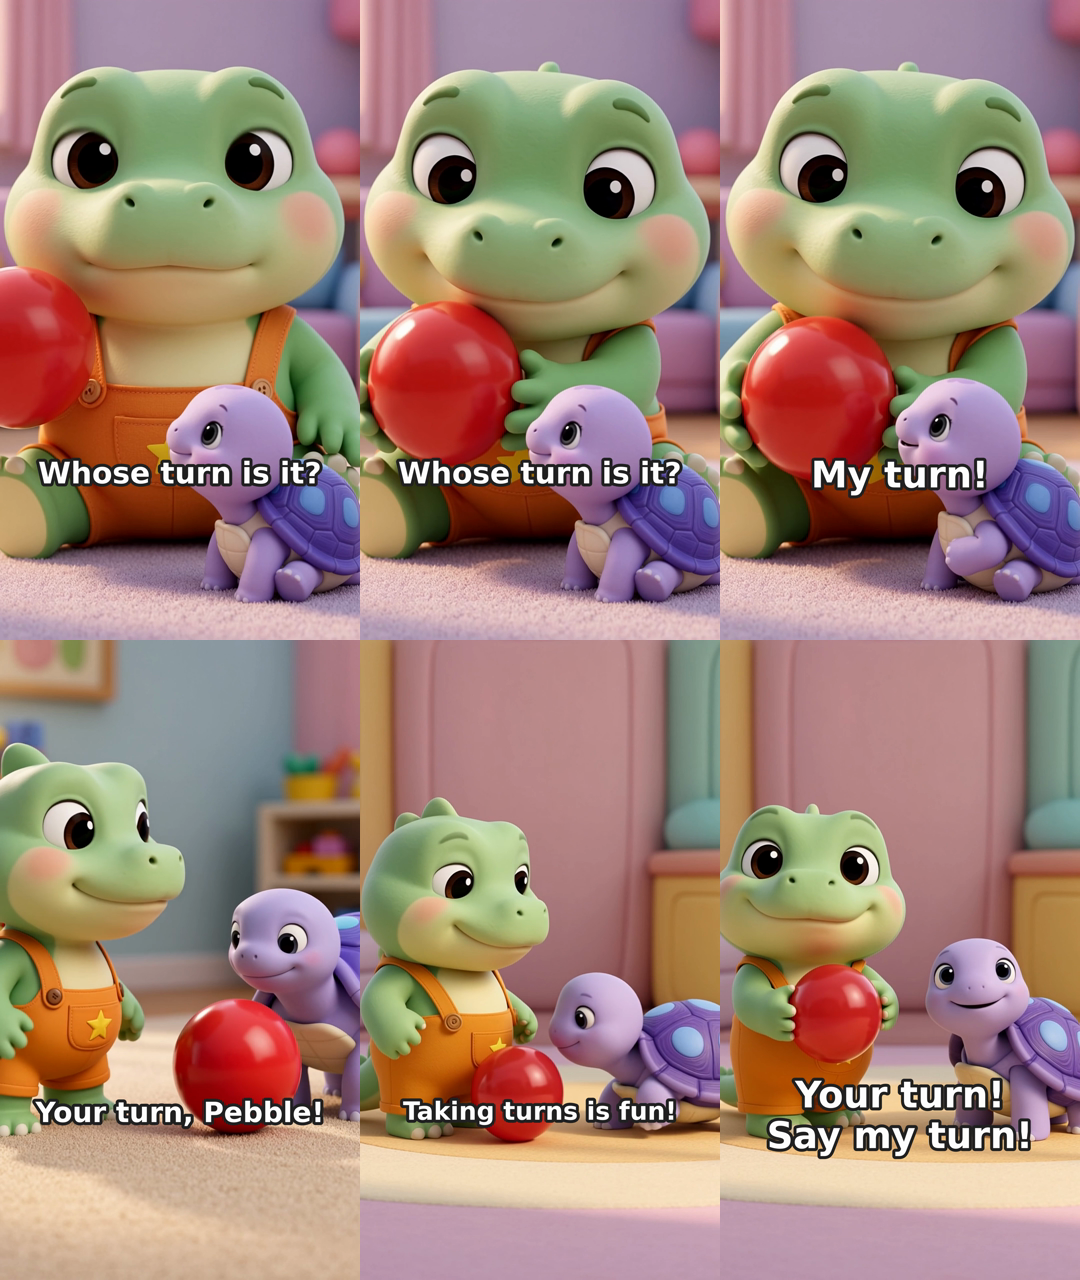 Whose turn is it?
Whose turn is it?
My turn!
Your turn, Pebble!
Taking turns is fun!
Your turn!
Say my turn!